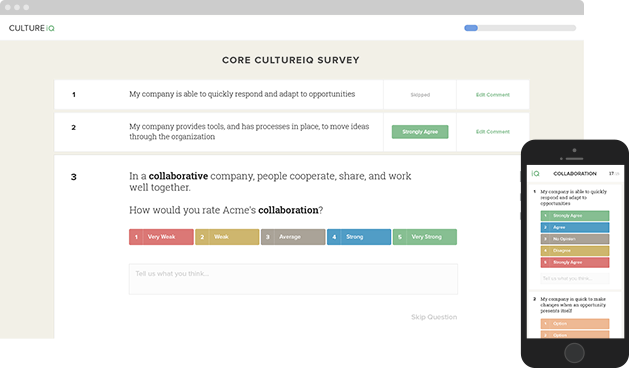 CULTURE iQ
CORE CULTUREIQ SURVEY
1 My company is able to quickly respond and adapt to opportunities Skipped Edit Comment
2 My company provides tools, and has processes in place, to move ideas
through the organization
Strongly Agree Edit Comment
3 In a collaborative company, people cooperate, share, and work
well together.
How would you rate Acme's collaboration?
1 Very Weak 2 Weak 3 Average 4 Strong 5 Very Strong
Tell us what you think...
Skip Question
iQ COLLABORATION
1 My company is able to quickly
respond and adapt to
opportunities
1 Strongly Agree
2 Agree
3 No Opinion
4 Disagree
5 Strongly Agree
Tell us what you think...
2 My company is quick to make
changes when an opportunity
presents itself
1 Option
2 Option